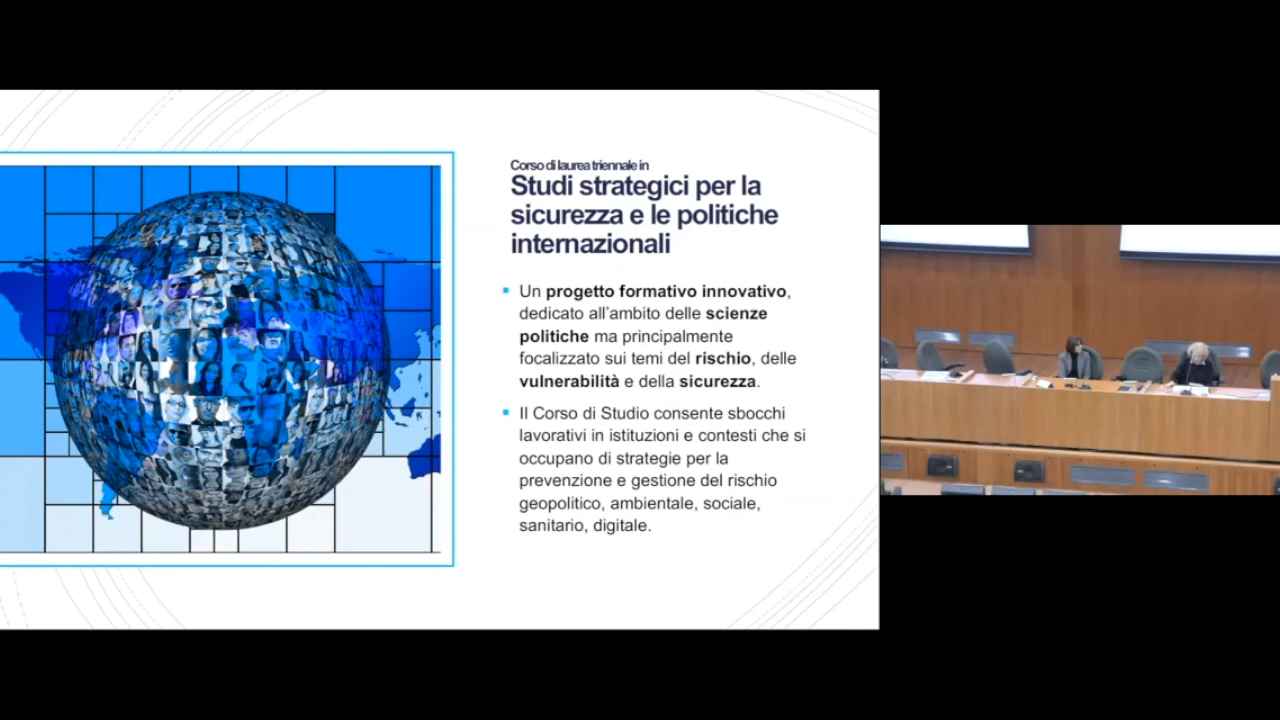 Corso di laurea triennale in
Studi strategici per la
sicurezza e le politiche
internazionali
Un progetto formativo innovativo,
dedicato all'ambito delle scienze
politiche ma principalmente
focalizzato sui temi del rischio, delle
vulnerabilità e della sicurezza.
Il Corso di Studio consente sbocchi
lavorativi in istituzioni e contesti che si
occupano di strategie per la
prevenzione e gestione del rischio
geopolitico, ambientale, sociale,
sanitario, digitale.